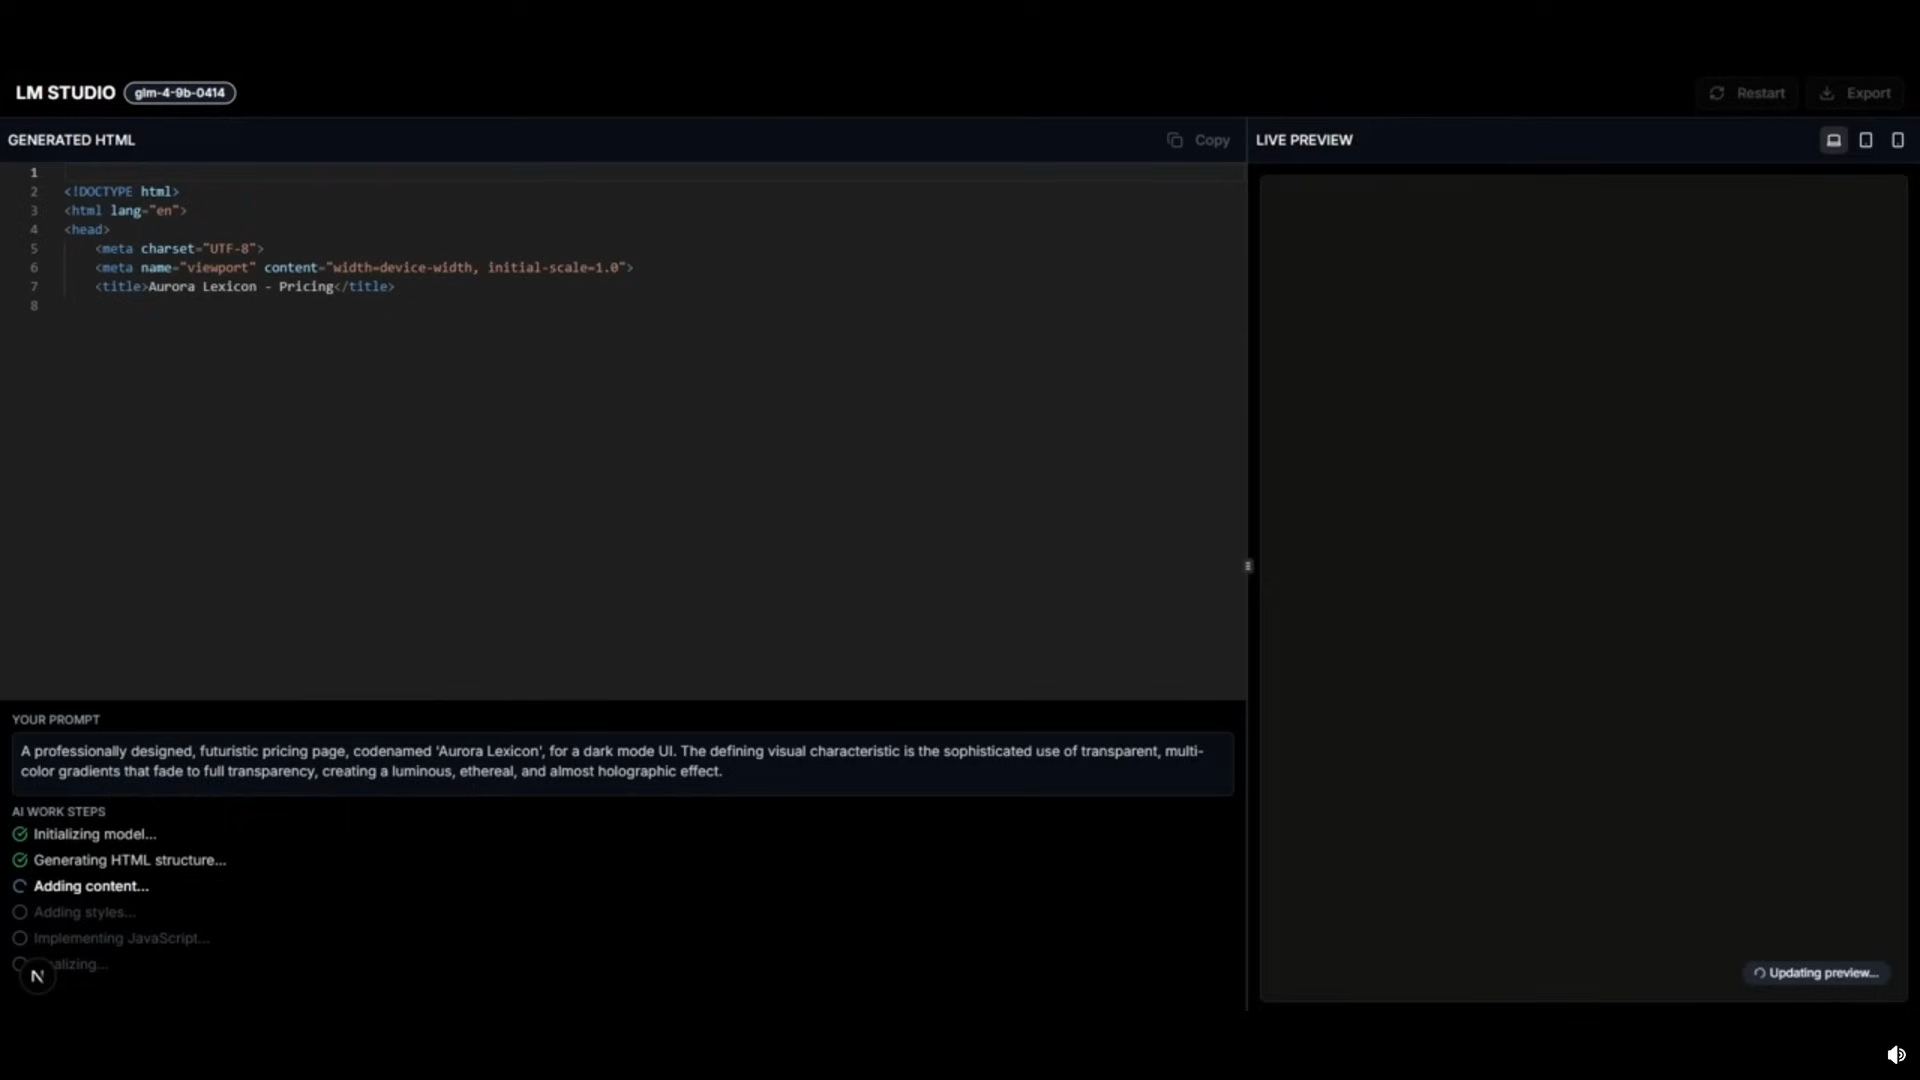 LM STUDIO glm-4-9b-0414
Restart Export
GENERATED HTML
Copy
LIVE PREVIEW
1
2 <!DOCTYPE html>
3 <html lang="en">
4 <head>
5 <meta charset="UTF-8">
6 <meta name="viewport" content="width=device-width, initial-scale=1.0">
7 <title>Aurora Lexicon - Pricing</title>
8
YOUR PROMPT
A professionally designed, futuristic pricing page, codenamed 'Aurora Lexicon', for a dark mode UI. The defining visual characteristic is the sophisticated use of transparent, multi-
color gradients that fade to full transparency, creating a luminous, ethereal, and almost holographic effect.
AI WORK STEPS
Initializing model...
Generating HTML structure...
Adding content...
Adding styles...
Implementing JavaScript...
alizing...
N
Updating preview...